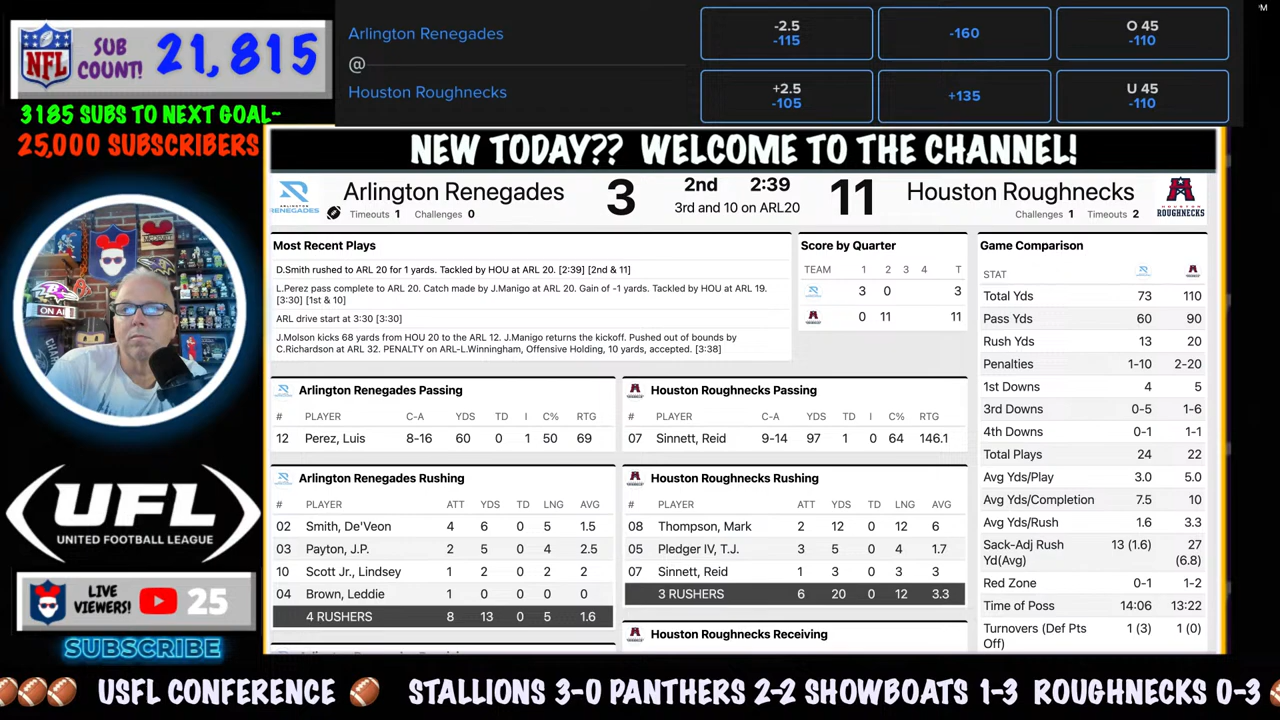 NFL
SUB COUNT! 21,815
3185 SUBS TO NEXT GOAL-
25,000 SUBSCRIBERS
Arlington Renegades
@
Houston Roughnecks
-2.5 -160 O 45
-115 -110
+2.5 +135 U 45
-105 -110
NEW TODAY?? WELCOME TO THE CHANNEL!
Arlington Renegades 3 2nd 2:39 11 Houston Roughnecks
Timeouts 1 Challenges 0 3rd and 10 on ARL20 Challenges 1 Timeouts 2
RENEGADES
ROUGHNECKS
Most Recent Plays
D.Smith rushed to ARL 20 for 1 yards. Tackled by HOU at ARL 20. [2:39] [2nd & 11]
L.Perez pass complete to ARL 20. Catch made by J.Manigo at ARL 20. Gain of -1 yards. Tackled by HOU at ARL 19.
[3:30] [1st & 10]
ARL drive start at 3:30 [3:30]
J.Molson kicks 68 yards from HOU 20 to the ARL 12. J.Manigo returns the kickoff. Pushed out of bounds by
C.Richardson at ARL 32. PENALTY on ARL-L.Winningham, Offensive Holding, 10 yards, accepted. [3:38]
Score by Quarter
TEAM 1 2 3 4 T
3 0 3
0 11 11
Game Comparison
STAT
Total Yds 73 110
Pass Yds 60 90
Rush Yds 13 20
Penalties 1-10 2-20
1st Downs 4 5
3rd Downs 0-5 1-6
4th Downs 0-1 1-1
Total Plays 24 22
Avg Yds/Play 3.0 5.0
Avg Yds/Completion 7.5 10
Avg Yds/Rush 1.6 3.3
Sack-Adj Rush 13 (1.6) 27
Yd(Avg) (6.8)
Red Zone 0-1 1-2
Time of Poss 14:06 13:22
Turnovers (Def Pts 1 (3) 1 (0)
Off)
Arlington Renegades Passing
# PLAYER C-A YDS TD I C% RTG
12 Perez, Luis 8-16 60 0 1 50 69
Houston Roughnecks Passing
# PLAYER C-A YDS TD I C% RTG
07 Sinnett, Reid 9-14 97 1 0 64 146.1
Arlington Renegades Rushing
# PLAYER ATT YDS TD LNG AVG
02 Smith, De'Veon 4 6 0 5 1.5
03 Payton, J.P. 2 5 0 4 2.5
10 Scott Jr., Lindsey 1 2 0 2 2
04 Brown, Leddie 1 0 0 0 0
4 RUSHERS 8 13 0 5 1.6
Houston Roughnecks Rushing
# PLAYER ATT YDS TD LNG AVG
08 Thompson, Mark 2 12 0 12 6
05 Pledger IV, T.J. 3 5 0 4 1.7
07 Sinnett, Reid 1 3 0 3 3
3 RUSHERS 6 20 0 12 3.3
Houston Roughnecks Receiving
ON AI
UFL
UNITED FOOTBALL LEAGUE
LIVE VIEWERS! 25
SUBSCRIBE
USFL CONFERENCE STALLIONS 3-0 PANTHERS 2-2 SHOWBOATS 1-3 ROUGHNECKS 0-3